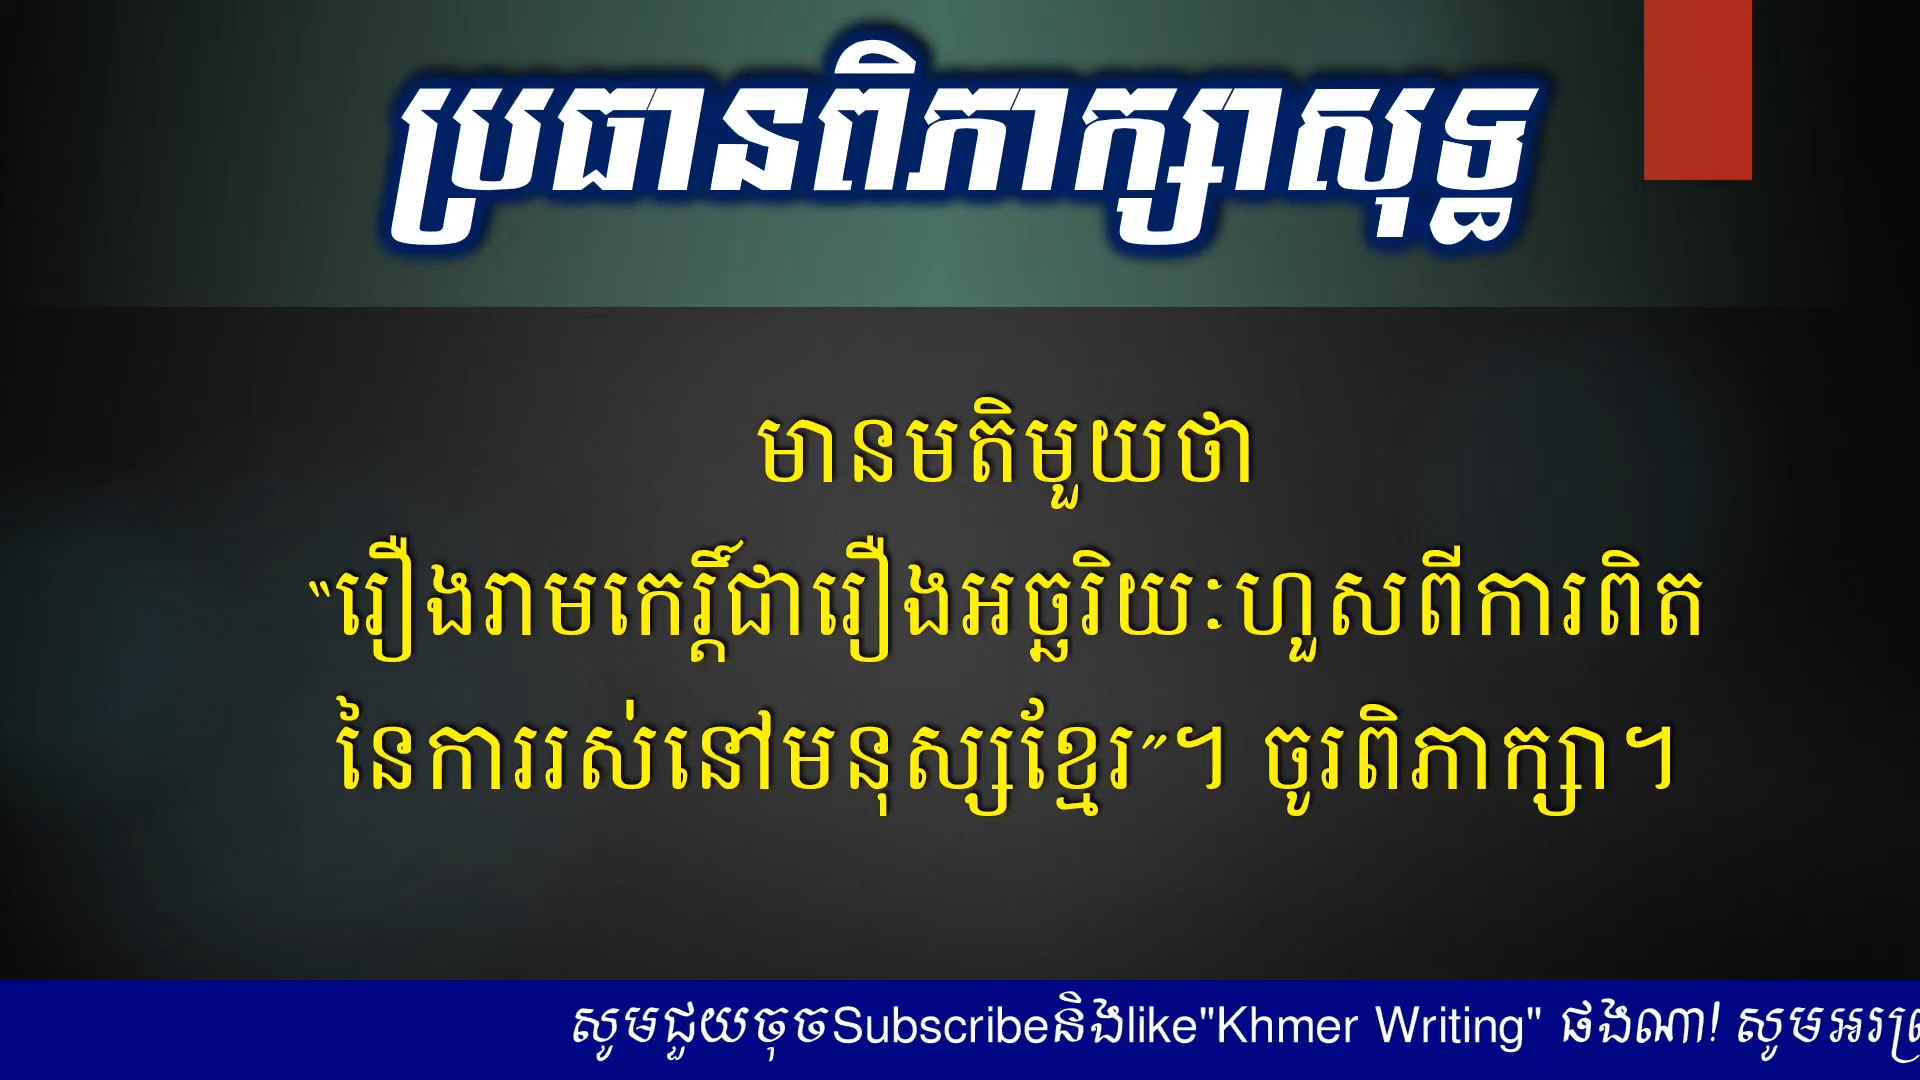 ប្រធានពិភាក្សាសុទ្ធ
មានមតិមួយថា
“រឿងរាមកេរ្តិ៍ជារឿងអច្ឆរិយៈហួសពីការពិត
នៃការរស់នៅមនុស្សខ្មែរ”។ ចូរពិភាក្សា។
សូមជួយចុចSubscribeនិងlike"Khmer Writing" ផងណា! សូមអរ